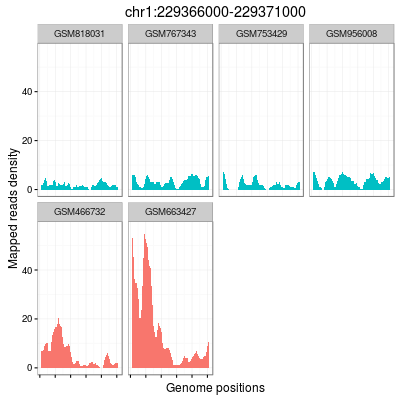 chr1:229366000-229371000
GSM818031 GSM767343 GSM753429 GSM956008
40
20
0
GSM466732 GSM663427
40
20
0
Mapped reads density
Genome positions